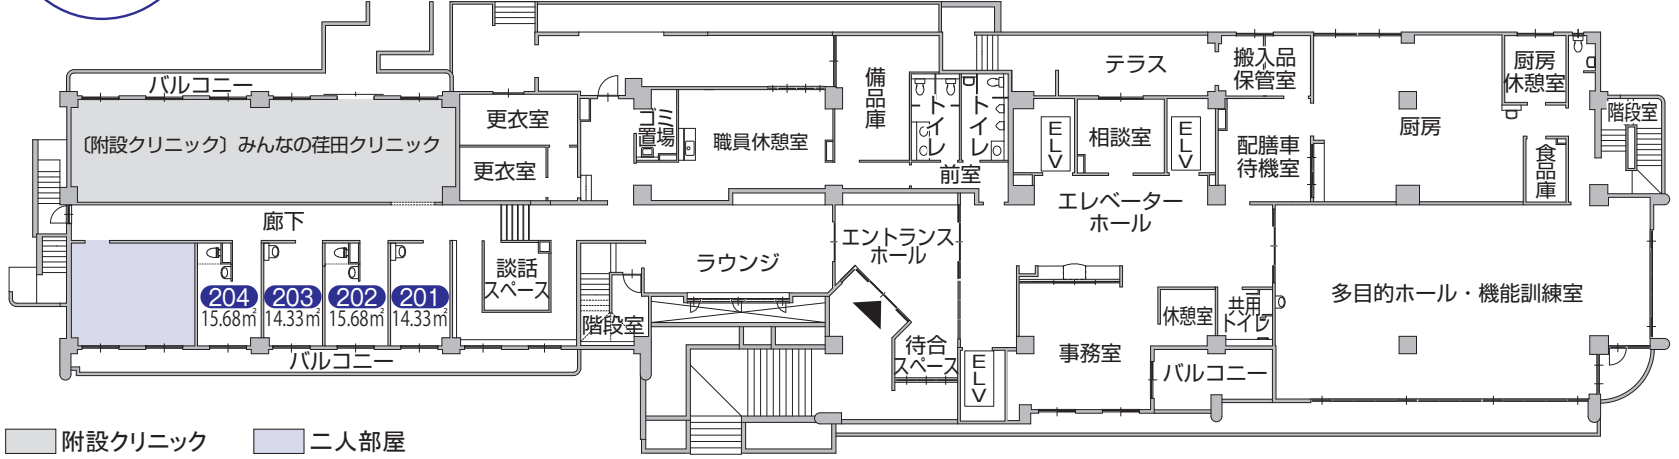 バルコニー
〔附設クリニック〕みんなの荏田クリニック
更衣室
更衣室
ゴミ
置場
職員休憩室
備品庫
トイレ
トイレ
前室
テラス
ELV
相談室
ELV
搬入品
保管室
配膳車
待機室
厨房
厨房
休憩室
食品庫
階段室
廊下
204
15.68㎡
203
14.33㎡
202
15.68㎡
201
14.33㎡
談話
スペース
階段室
ラウンジ
エントランス
ホール
待合
スペース
エレベーター
ホール
ELV
事務室
休憩室
共用
トイレ
バルコニー
多目的ホール・機能訓練室
バルコニー
附設クリニック
二人部屋